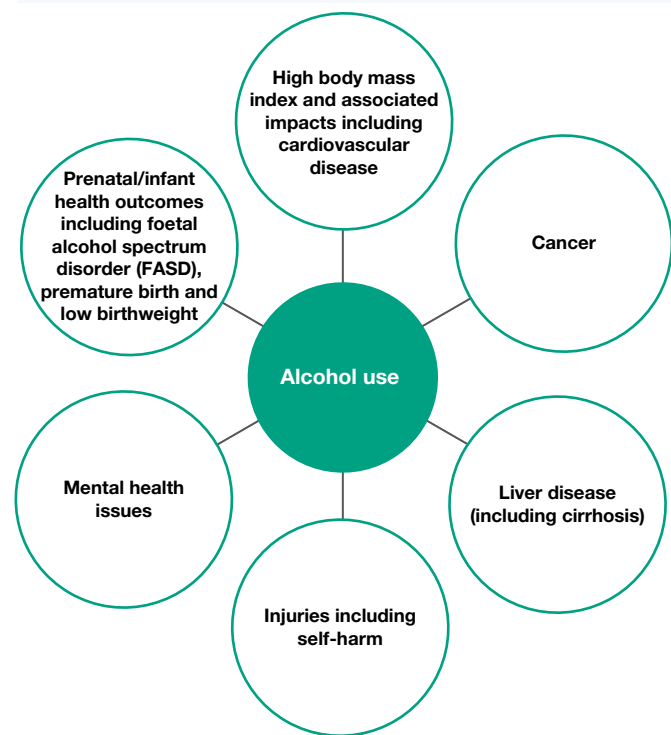 High body mass
index and associated
impacts including
cardiovascular
disease
Prenatal/infant
health outcomes
including foetal
alcohol spectrum
disorder (FASD),
premature birth and
low birthweight
Cancer
Alcohol use
Mental health
issues
Liver disease
(including cirrhosis)
Injuries including
self-harm